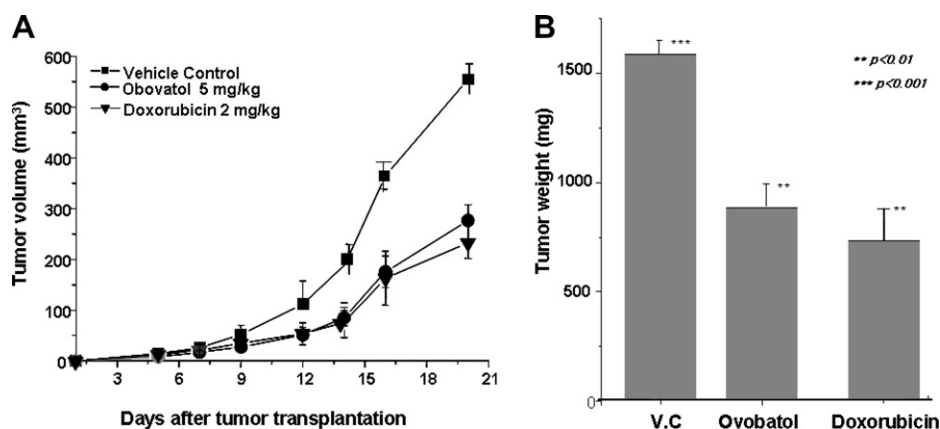 A
600
500
400
300
200
100
0
Tumor volume (mm³)
Vehicle Control
Obovatol 5 mg/kg
Doxorubicin 2 mg/kg
3 6 9 12 15 18 21
Days after tumor transplantation
B
1500
1000
500
0
Tumor weight (mg)
***
**
**
** p<0.01
*** p<0.001
V.C Ovobatol Doxorubicin